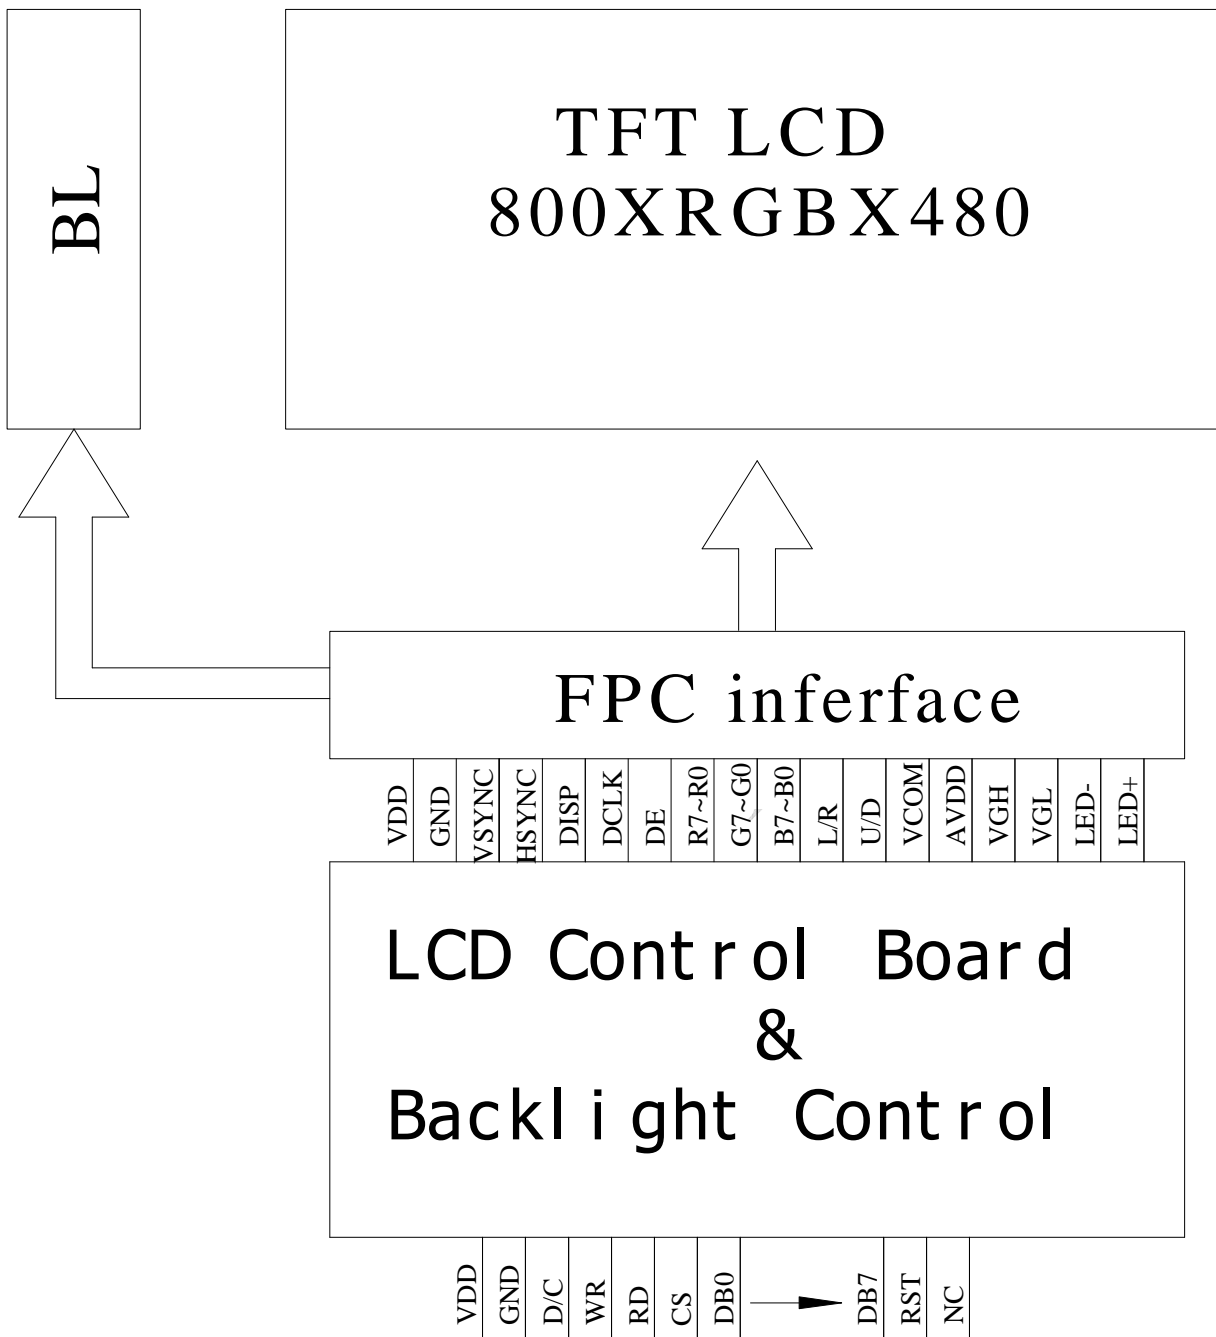 BL
TFT LCD
800XRGBX480
FPC inferface
VDD
GND
VSYNC
HSYNC
DISP
DCLK
DE
R7~R0
G7~G0
B7~B0
L/R
U/D
VCOM
AVDD
VGH
VGL
LED-
LED+
LCD Control Board
&
Backlight Control
VDD
GND
D/C
WR
RD
CS
DB0
DB7
RST
NC